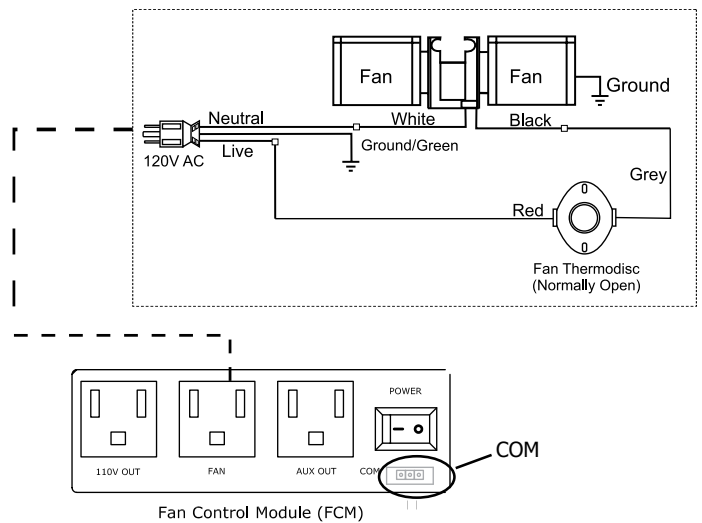 Fan
Fan
Ground
Neutral
White
Black
Ground/Green
120V AC
Live
Grey
Red
Fan Thermodisc
(Normally Open)
POWER
COM
110V OUT
FAN
AUX OUT
COM
Fan Control Module (FCM)